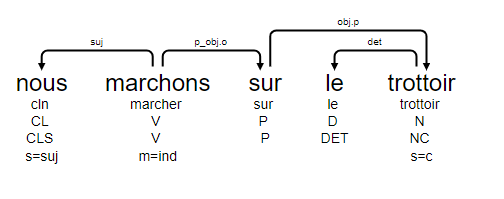 obj.p
suj p_obj.o det
nous marchons sur le trottoir
cln marcher sur le trottoir
CL V P D N
CLS V P DET NC
s=suj m=ind s=c